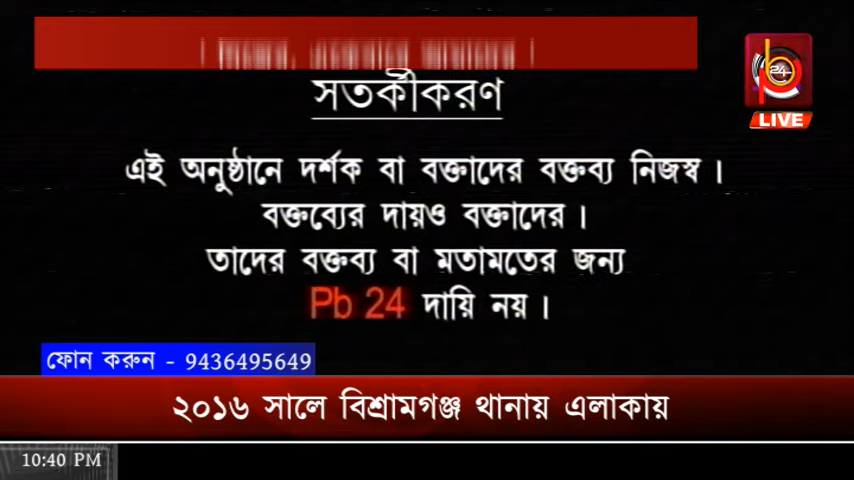 সতর্কীকরণ
এই অনুষ্ঠানে দর্শক বা বক্তাদের বক্তব্য নিজস্ব।
বক্তব্যের দায়ও বক্তাদের।
তাদের বক্তব্য বা মতামতের জন্য
Pb 24 দায়ি নয়।
24
LIVE
ফোন করুন - 9436495649
২০১৬ সালে বিশ্রামগঞ্জ থানায় এলাকায়
10:40 PM